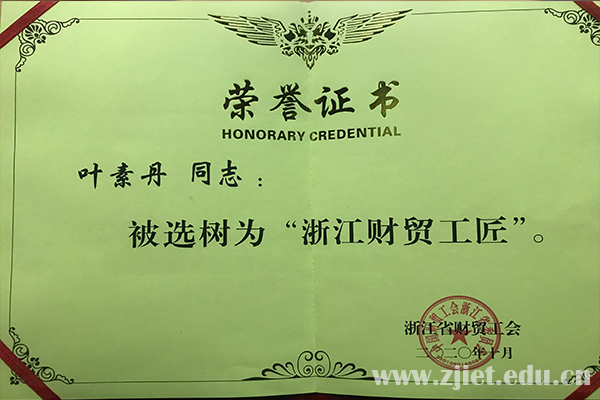 荣誉证书
HONORARY CREDENTIAL
叶素丹 同志：
被选树为“浙江财贸工匠”。
浙江省财贸工会
二〇二〇年十月
www.zjiet.edu.cn